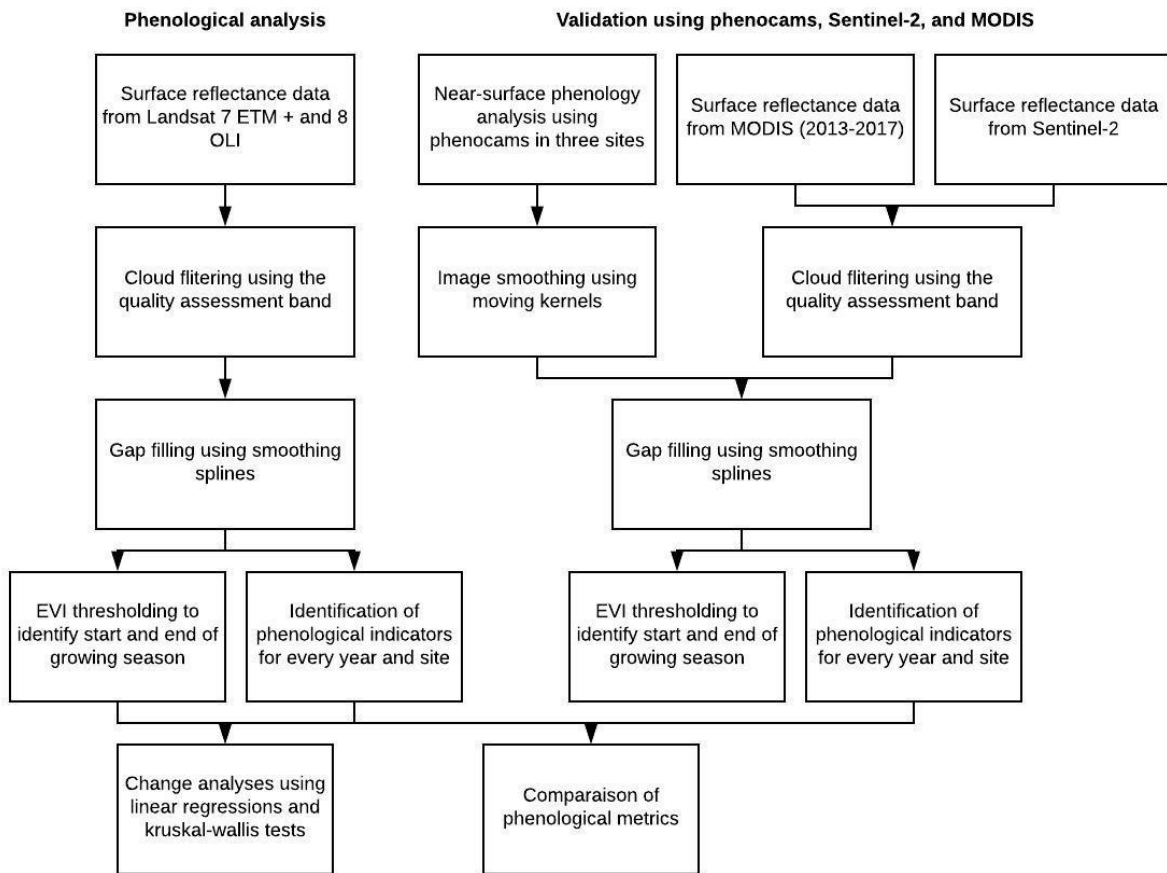 Phenological analysis
Validation using phenocams, Sentinel-2, and MODIS
Surface reflectance data
from Landsat 7 ETM + and 8
OLI
Near-surface phenology
analysis using
phenocams in three sites
Surface reflectance data
from MODIS (2013-2017)
Surface reflectance data
from Sentinel-2
Cloud flitering using the
quality assessment band
Image smoothing using
moving kernels
Cloud flitering using the
quality assessment band
Gap filling using smoothing
splines
Gap filling using smoothing
splines
EVI thresholding to
identify start and end of
growing season
Identification of
phenological indicators
for every year and site
EVI thresholding to
identify start and end of
growing season
Identification of
phenological indicators
for every year and site
Change analyses using
linear regressions and
kruskal-wallis tests
Comparaison of
phenological metrics